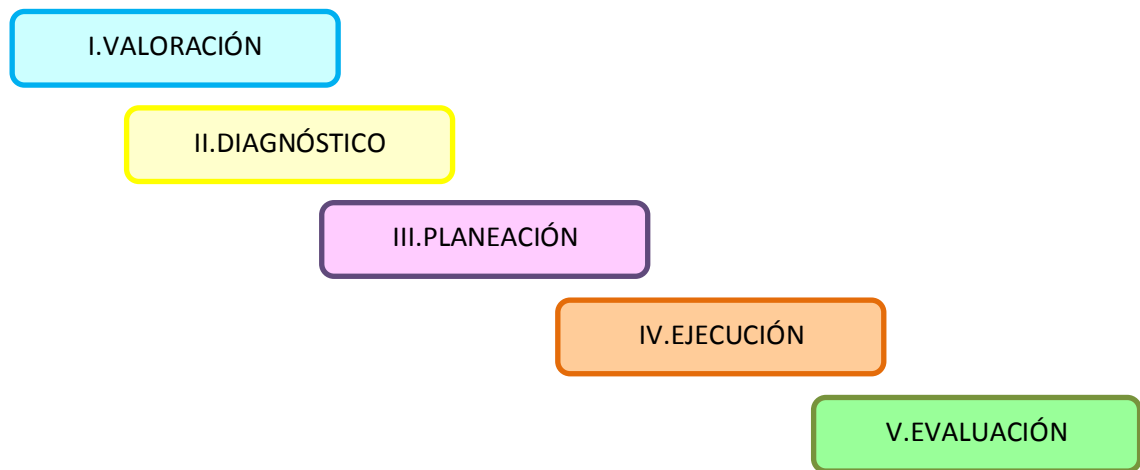 I.VALORACIÓN
II.DIAGNÓSTICO
III.PLANEACIÓN
IV.EJECUCIÓN
V.EVALUACIÓN